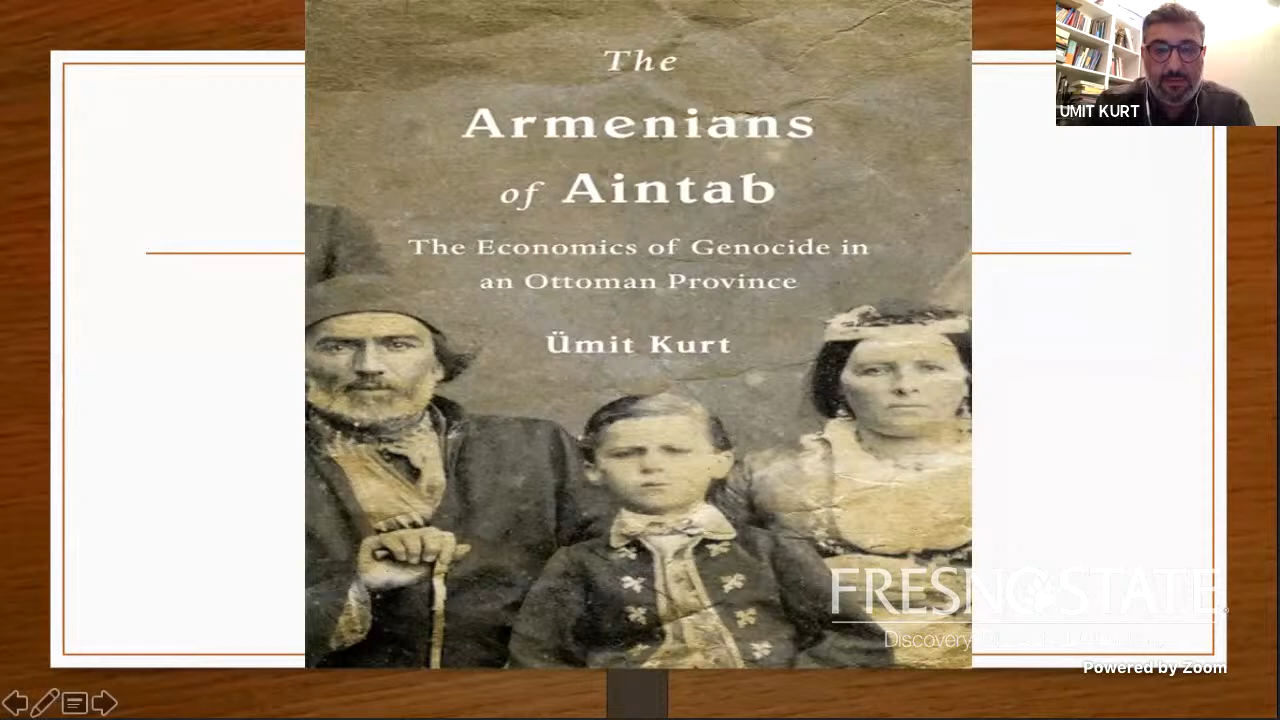 The
Armenians
of Aintab
The Economics of Genocide in
an Ottoman Province
Ümit Kurt
UMIT KURT
FRESNO STATE
Discovery.
Powered by Zoom